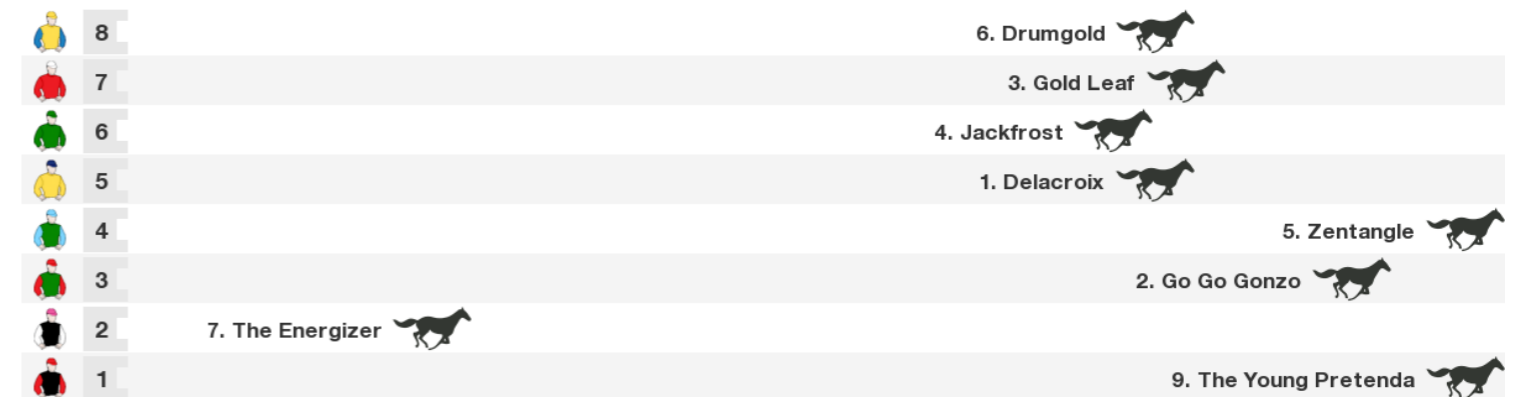 8 6. Drumgold
7 3. Gold Leaf
6 4. Jackfrost
5 1. Delacroix
4 5. Zentangle
3 2. Go Go Gonzo
2 7. The Energizer
1 9. The Young Pretenda